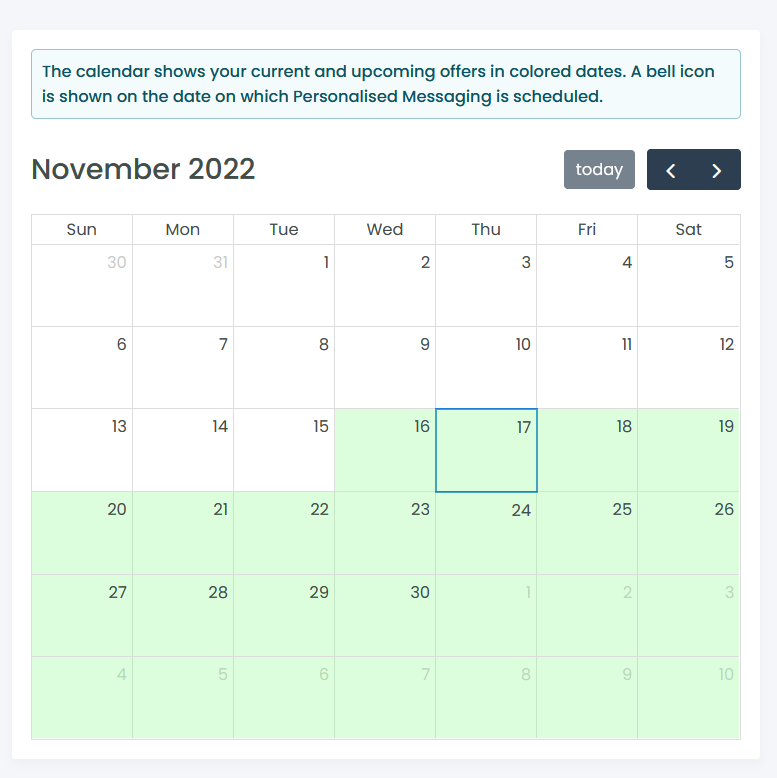 The calendar shows your current and upcoming offers in colored dates. A bell icon
is shown on the date on which Personalised Messaging is scheduled.
November 2022
today
Sun Mon Tue Wed Thu Fri Sat
30 31 1 2 3 4 5
6 7 8 9 10 11 12
13 14 15 16 17 18 19
20 21 22 23 24 25 26
27 28 29 30 1 2 3
4 5 6 7 8 9 10